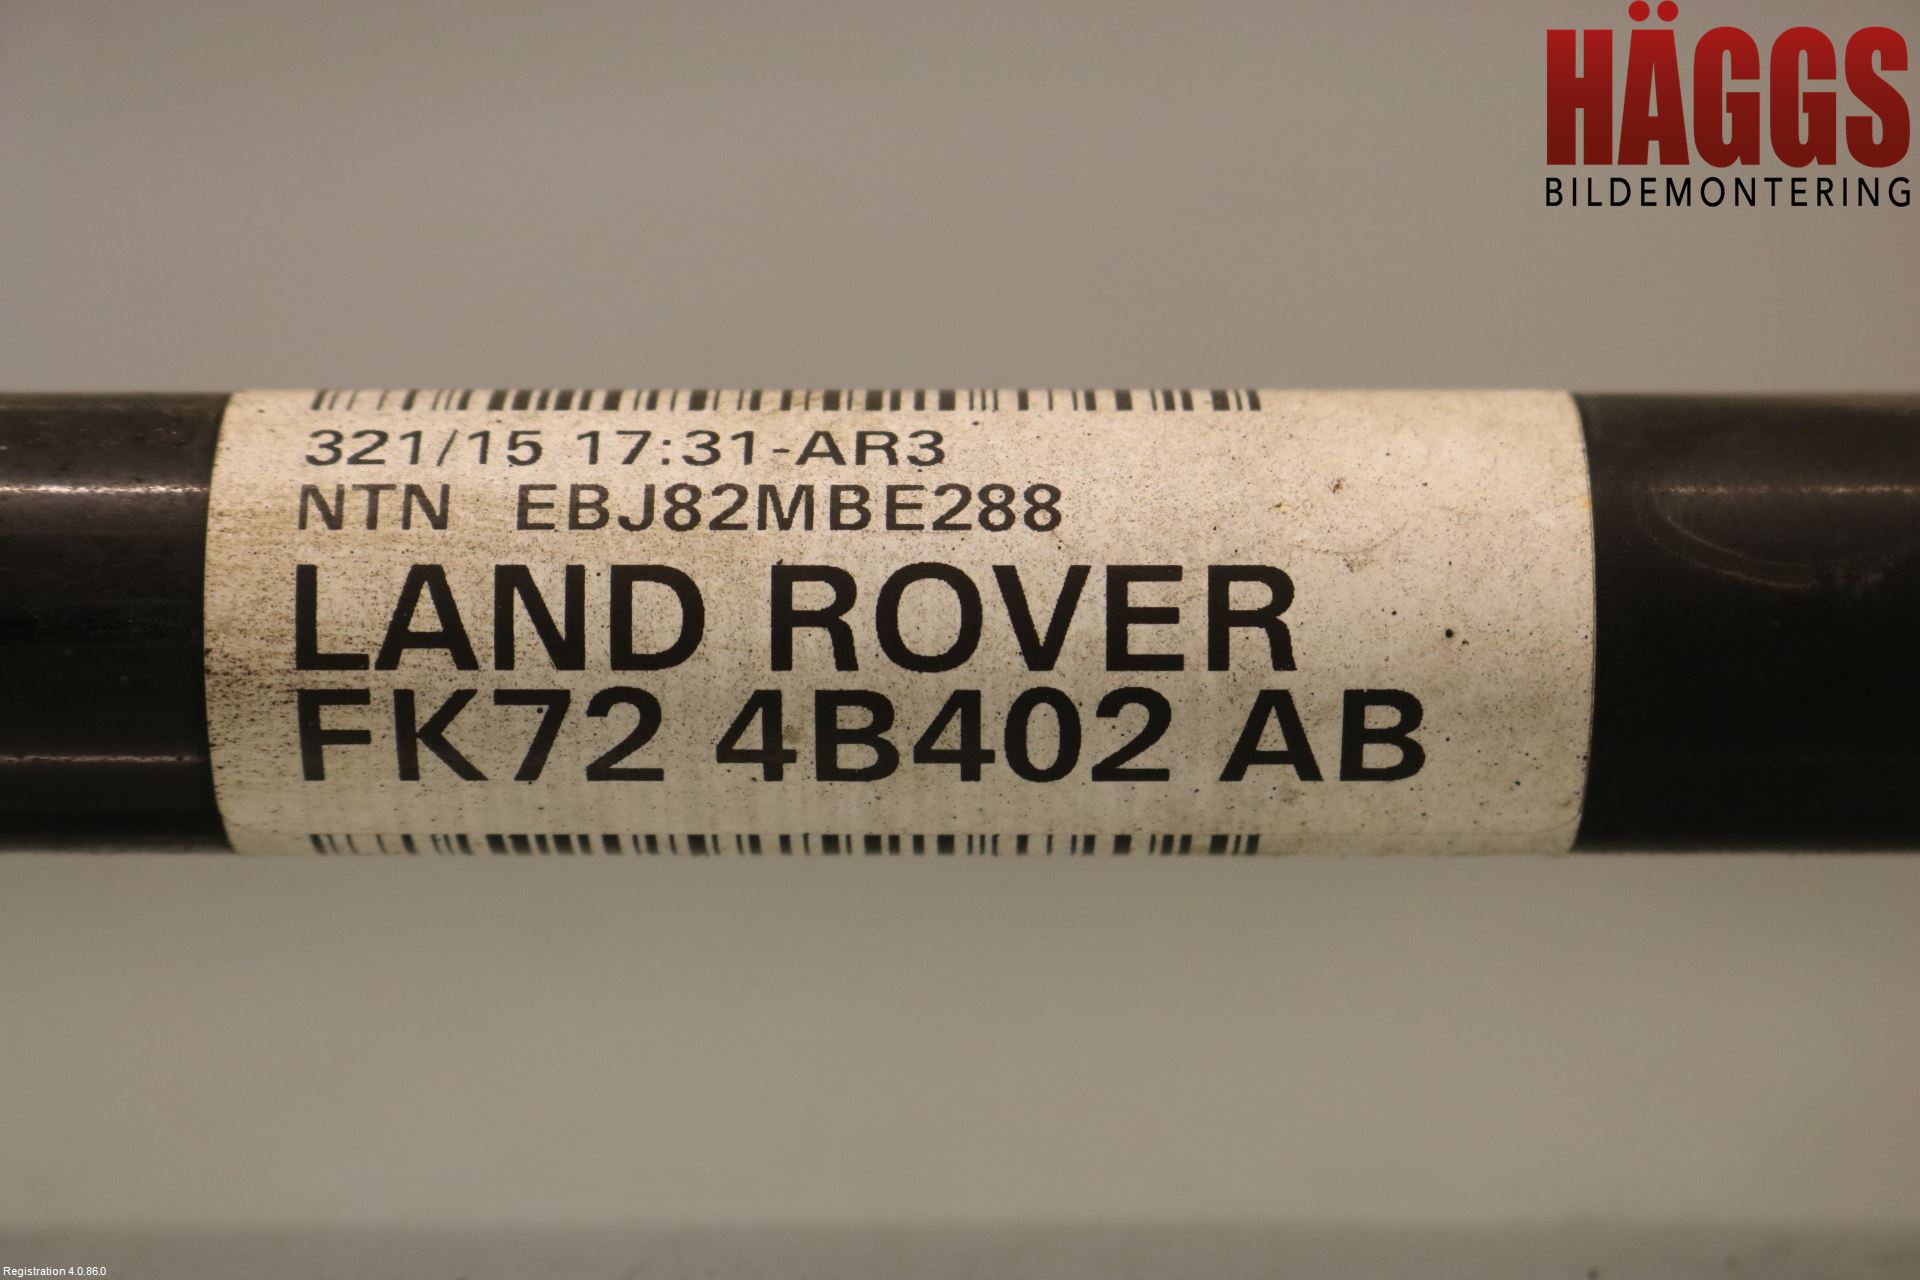 HÄGGS
BILDEMONTERING
321/15 17:31-AR3
NTN EBJ82MBE288
LAND ROVER
FK72 4B402 AB
Registration 4.0.86.0